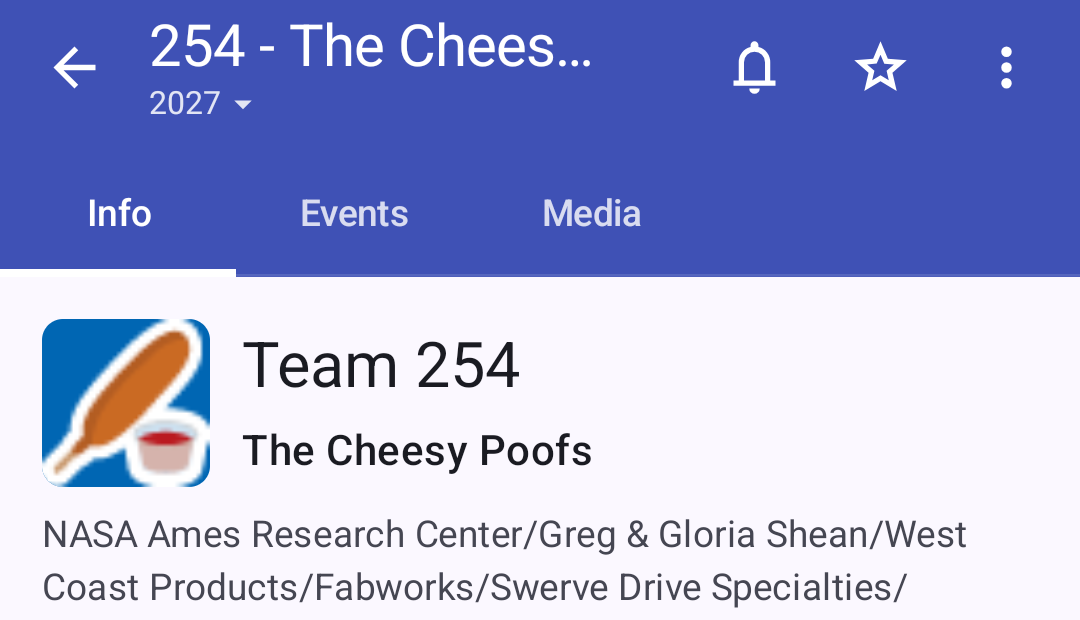 254 - The Chees...
2027
Info Events Media
Team 254
The Cheesy Poofs
NASA Ames Research Center/Greg & Gloria Shean/West
Coast Products/Fabworks/Swerve Drive Specialties/